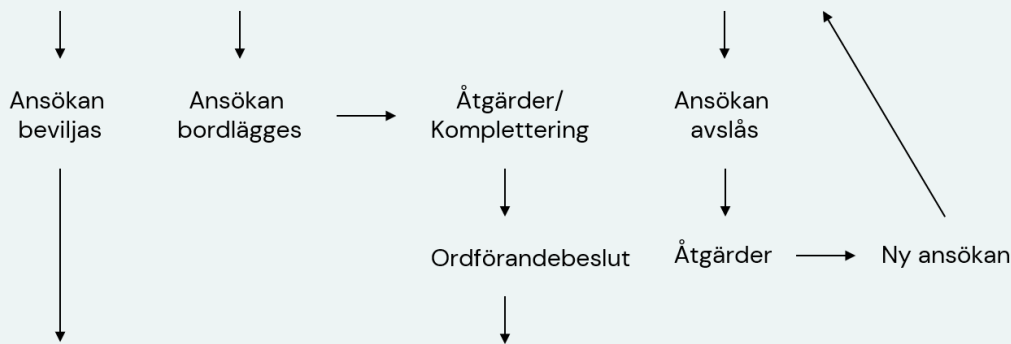 Ansökan
beviljas
Ansökan
bordlägges
Åtgärder/
Komplettering
Ansökan
avslås
Ordförandebeslut
Åtgärder
Ny ansökan